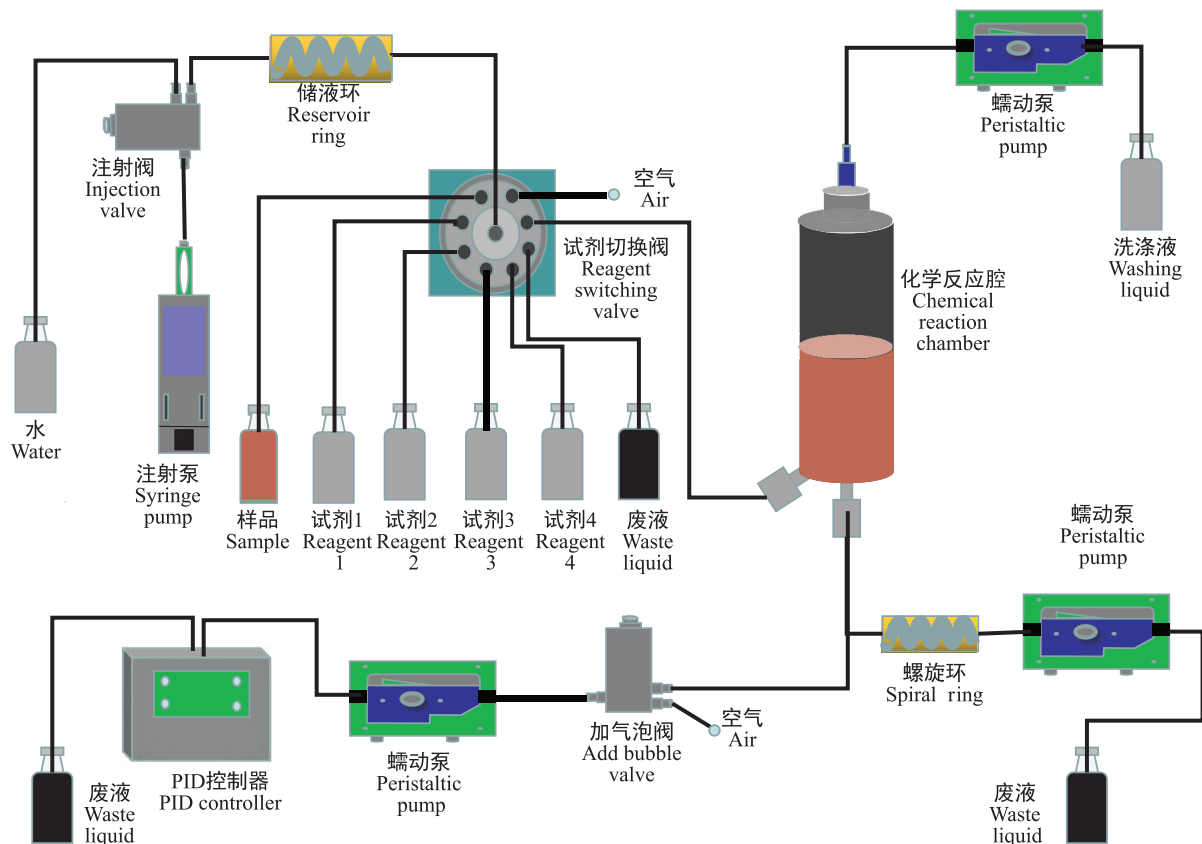 储液环
Reservoir
ring
蠕动泵
Peristaltic
pump
注射阀
Injection
valve
空气
Air
试剂切换阀
Reagent
switching
valve
洗涤液
Washing
liquid
化学反应腔
Chemical
reaction
chamber
水
Water
注射泵
Syringe
pump
样品
Sample
试剂1
Reagent
1
试剂2
Reagent
2
试剂3
Reagent
3
试剂4
Reagent
4
废液
Waste
liquid
蠕动泵
Peristaltic
pump
螺旋环
Spiral ring
加气泡阀
Add bubble
valve
空气
Air
蠕动泵
Peristaltic
pump
PID控制器
PID controller
废液
Waste
liquid
废液
Waste
liquid